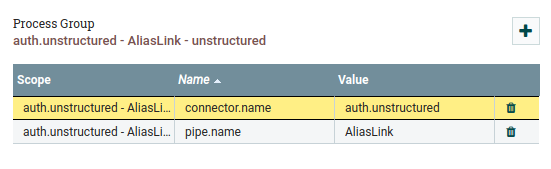 Process Group
auth.unstructured - AliasLink - unstructured
Scope Name Value
auth.unstructured - AliasLi... connector.name auth.unstructured
auth.unstructured - AliasLi... pipe.name AliasLink